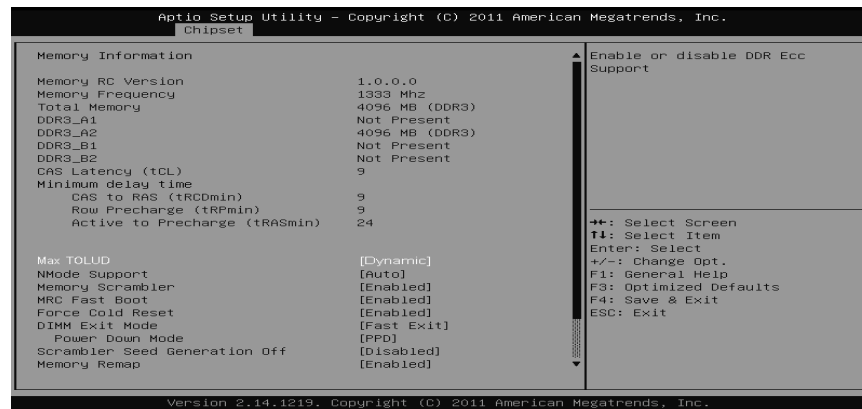 Aptio Setup Utility – Copyright (C) 2011 American Megatrends, Inc.
Chipset
Memory Information
Memory RC Version 1.0.0.0
Memory Frequency 1333 Mhz
Total Memory 4096 MB (DDR3)
DDR3_A1 Not Present
DDR3_A2 4096 MB (DDR3)
DDR3_B1 Not Present
DDR3_B2 Not Present
CAS Latency (tCL) 9
Minimum delay time
CAS to RAS (tRCDmin) 9
Row Precharge (tRPmin) 9
Active to Precharge (tRASmin) 24
Max TOLUD [Dynamic]
NMode Support [Auto]
Memory Scrambler [Enabled]
MRC Fast Boot [Enabled]
Force Cold Reset [Enabled]
DIMM Exit Mode [Fast Exit]
Power Down Mode [PPD]
Scrambler Seed Generation Off [Disabled]
Memory Remap [Enabled]
Enable or disable DDR Ecc
Support
→←: Select Screen
↑↓: Select Item
Enter: Select
+/-: Change Opt.
F1: General Help
F3: Optimized Defaults
F4: Save & Exit
ESC: Exit
Version 2.14.1219. Copyright (C) 2011 American Megatrends, Inc.